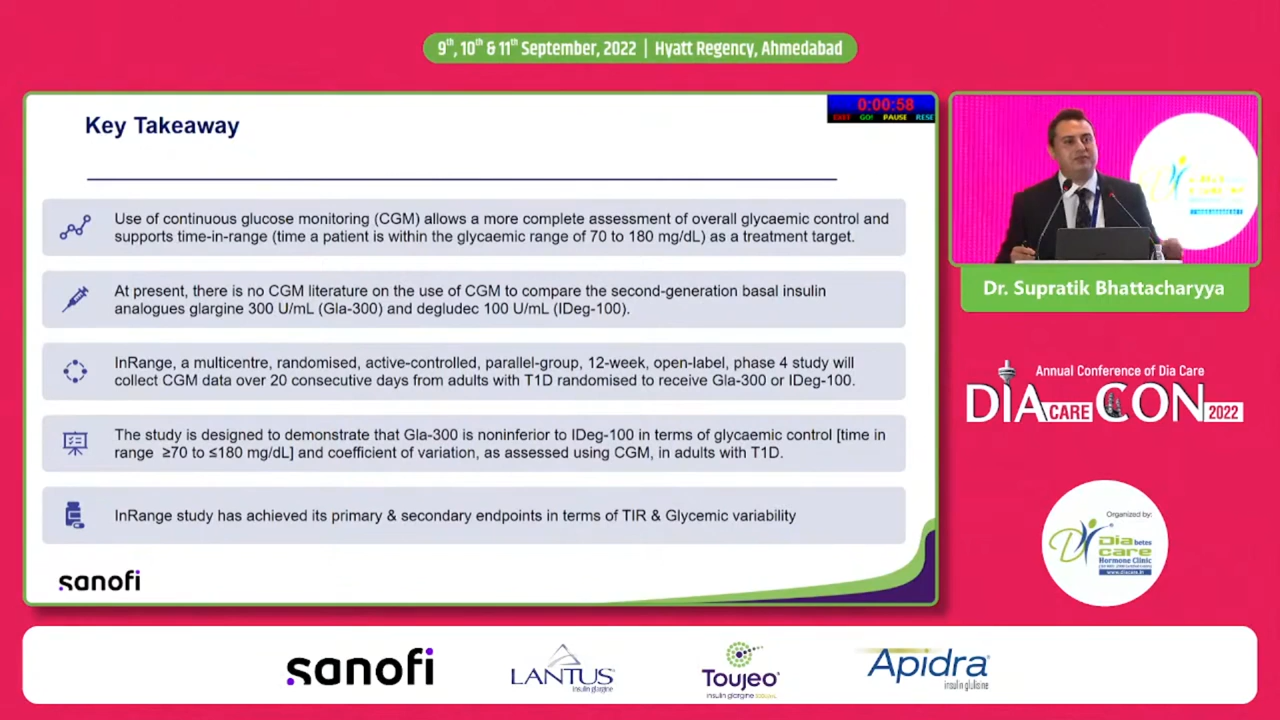 9th, 10th & 11th September, 2022 | Hyatt Regency, Ahmedabad
0:00:58
EXIT GO! PAUSE RESE
Key Takeaway
Use of continuous glucose monitoring (CGM) allows a more complete assessment of overall glycaemic control and
supports time-in-range (time a patient is within the glycaemic range of 70 to 180 mg/dL) as a treatment target.
At present, there is no CGM literature on the use of CGM to compare the second-generation basal insulin
analogues glargine 300 U/mL (Gla-300) and degludec 100 U/mL (IDeg-100).
InRange, a multicentre, randomised, active-controlled, parallel-group, 12-week, open-label, phase 4 study will
collect CGM data over 20 consecutive days from adults with T1D randomised to receive Gla-300 or IDeg-100.
The study is designed to demonstrate that Gla-300 is noninferior to IDeg-100 in terms of glycaemic control [time in
range ≥70 to ≤180 mg/dL] and coefficient of variation, as assessed using CGM, in adults with T1D.
InRange study has achieved its primary & secondary endpoints in terms of TIR & Glycemic variability
sanofi
Dr. Supratik Bhattacharyya
Annual Conference of Dia Care
DIA CARE CON 2022
Organized by:
Diabetes
care
Hormone Clinic
www.diacare.in
sanofi
LANTUS
insulin glargine
Toujeo
insulin glargine
Apidra
insulin glulisine